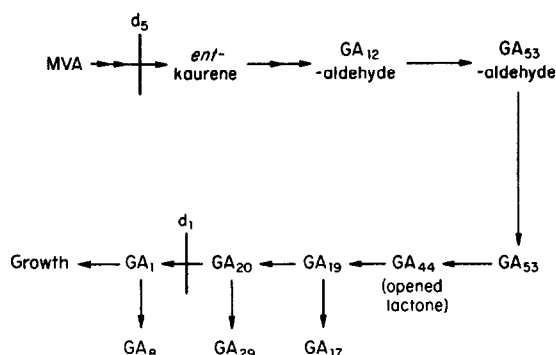 d5
MVA
ent-
kaurene
GA12
-aldehyde
GA53
-aldehyde
d1
Growth
GA1
GA20
GA19
GA44
(opened
lactone)
GA53
GA8
GA29
GA17